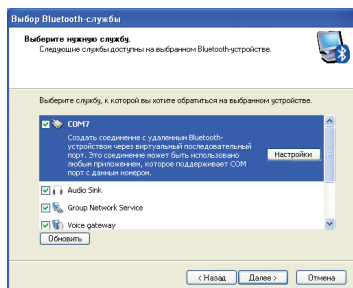 Выбор Bluetooth-службы
Выберите нужную службу.
Следующие службы доступны на выбранном Bluetooth-устройстве.
Выберите службу, к которой вы хотите обратиться на выбранном устройстве.
COM7
Создать соединение с удаленным Bluetooth-
устройством через виртуальный последовательный
порт. Это соединение может быть использовано
любым приложением, которое поддерживает COM
порт с данным номером.
Настройки
Audio Sink
Group Network Service
Voice gateway
Обновить
< Назад
Далее >
Отмена